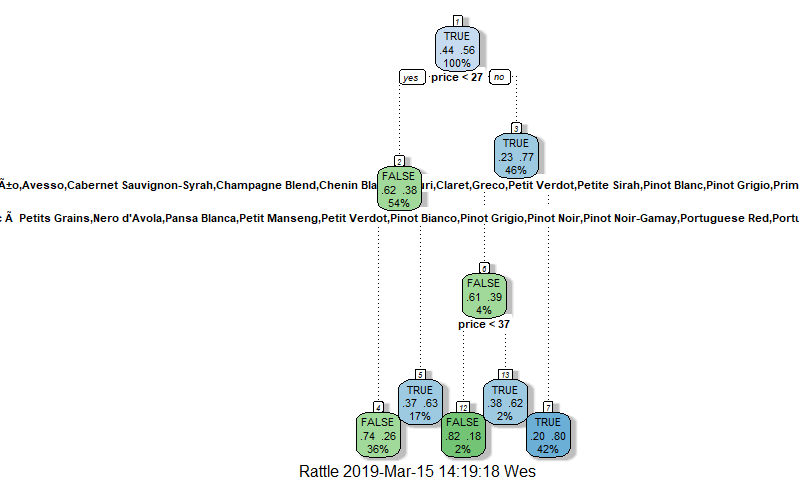 1
TRUE
.44 .56
100%
yes price < 27 no
2
FALSE
.62 .38
54%
3
TRUE
.23 .77
46%
Ã±o,Avesso,Cabernet Sauvignon-Syrah,Champagne Blend,Chenin Bla uri,Claret,Greco,Petit Verdot,Petite Sirah,Pinot Blanc,Pinot Grigio,Prim
c Ã Petits Grains,Nero d'Avola,Pansa Blanca,Petit Manseng,Petit Verdot,Pinot Bianco,Pinot Grigio,Pinot Noir,Pinot Noir-Gamay,Portuguese Red,Portu
6
FALSE
.61 .39
4%
price < 37
4
FALSE
.74 .26
36%
5
TRUE
.37 .63
17%
12
FALSE
.82 .18
2%
13
TRUE
.38 .62
2%
7
TRUE
.20 .80
42%
Rattle 2019-Mar-15 14:19:18 Wes